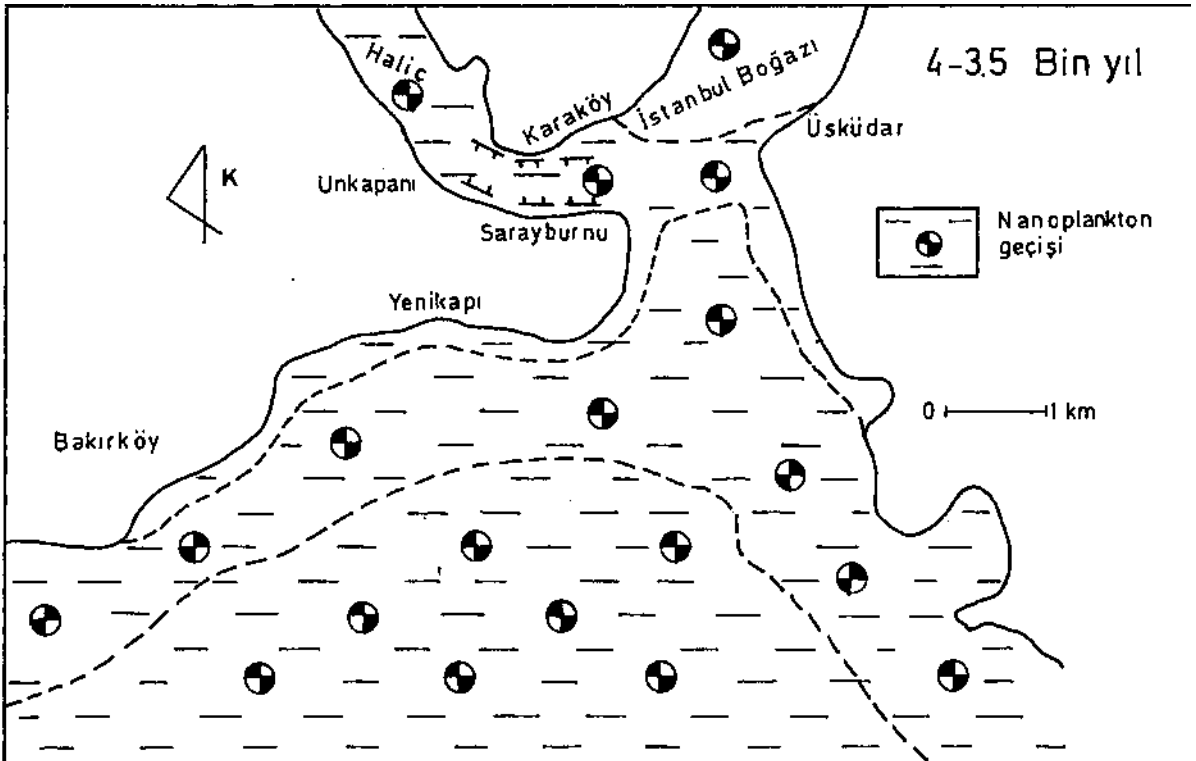 4-3.5 Bin yıl
Haliç
İstanbul Boğazı
Karaköy
Üsküdar
K
Unkapanı
Sarayburnu
Nanoplankton
geçişi
Yenikapı
0 1 km
Bakırköy